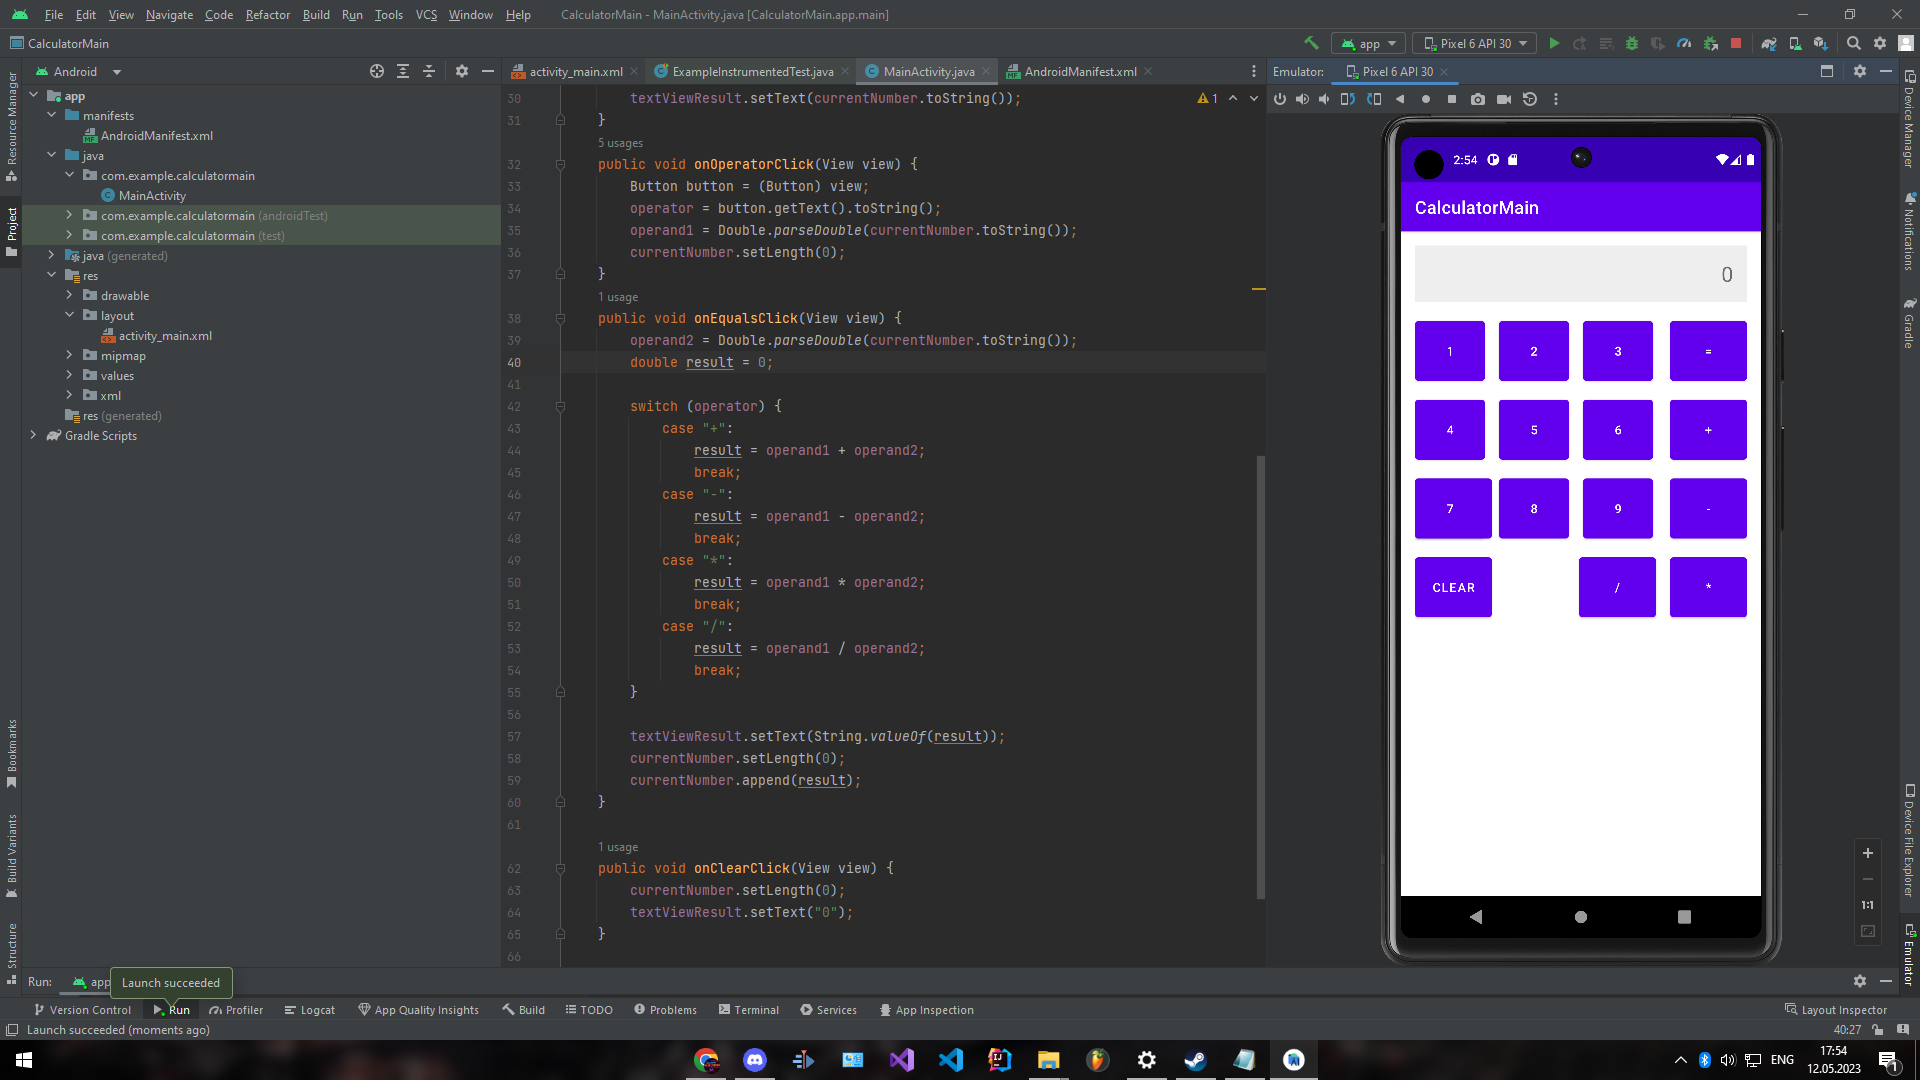 File Edit View Navigate Code Refactor Build Run Tools VCS Window Help CalculatorMain - MainActivity.java [CalculatorMain.app.main]
CalculatorMain
app
Pixel 6 API 30
Android
activity_main.xml
ExampleInstrumentedTest.java
MainActivity.java
AndroidManifest.xml
Emulator:
Pixel 6 API 30
Resource Manager
Project
Bookmarks
Build Variants
Structure
app
manifests
AndroidManifest.xml
java
com.example.calculatormain
MainActivity
com.example.calculatormain (androidTest)
com.example.calculatormain (test)
java (generated)
res
drawable
layout
activity_main.xml
mipmap
values
xml
res (generated)
Gradle Scripts
1
30 textViewResult.setText(currentNumber.toString());
31 }
5 usages
32 public void onOperatorClick(View view) {
33 Button button = (Button) view;
34 operator = button.getText().toString();
35 operand1 = Double.parseDouble(currentNumber.toString());
36 currentNumber.setLength(0);
37 }
1 usage
38 public void onEqualsClick(View view) {
39 operand2 = Double.parseDouble(currentNumber.toString());
40 double result = 0;
41
42 switch (operator) {
43 case "+":
44 result = operand1 + operand2;
45 break;
46 case "-":
47 result = operand1 - operand2;
48 break;
49 case "*":
50 result = operand1 * operand2;
51 break;
52 case "/":
53 result = operand1 / operand2;
54 break;
55 }
56
57 textViewResult.setText(String.valueOf(result));
58 currentNumber.setLength(0);
59 currentNumber.append(result);
60 }
61
1 usage
62 public void onClearClick(View view) {
63 currentNumber.setLength(0);
64 textViewResult.setText("0");
65 }
66
2:54
CalculatorMain
0
1 2 3 =
4 5 6 +
7 8 9 -
CLEAR / *
1:1
Device Manager
Notifications
Gradle
Device File Explorer
Emulator
Run:
app
Launch succeeded
Version Control
Run
Profiler
Logcat
App Quality Insights
Build
TODO
Problems
Terminal
Services
App Inspection
Layout Inspector
Launch succeeded (moments ago)
40:27
ENG
17:54
12.05.2023
1